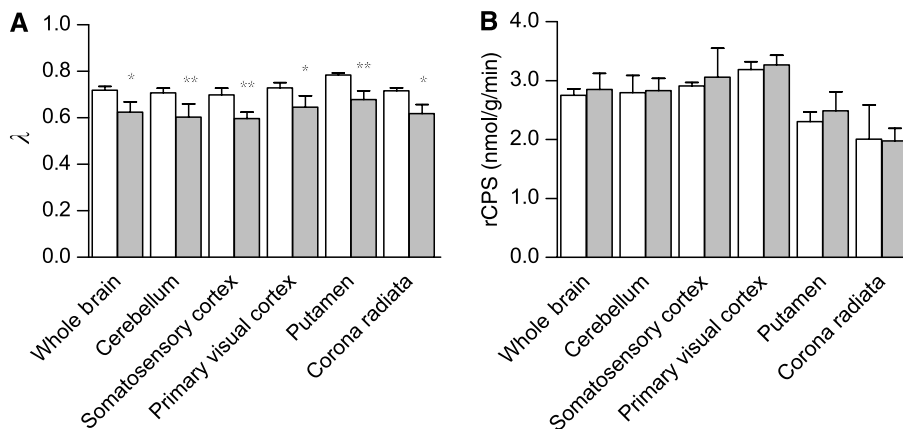 A
λ
1.0
0.8
0.6
0.4
0.2
0.0
*
**
**
*
**
*
Whole brain
Cerebellum
Somatosensory cortex
Primary visual cortex
Putamen
Corona radiata
B
rCPS (nmol/g/min)
4.0
3.0
2.0
1.0
0.0
Whole brain
Cerebellum
Somatosensory cortex
Primary visual cortex
Putamen
Corona radiata